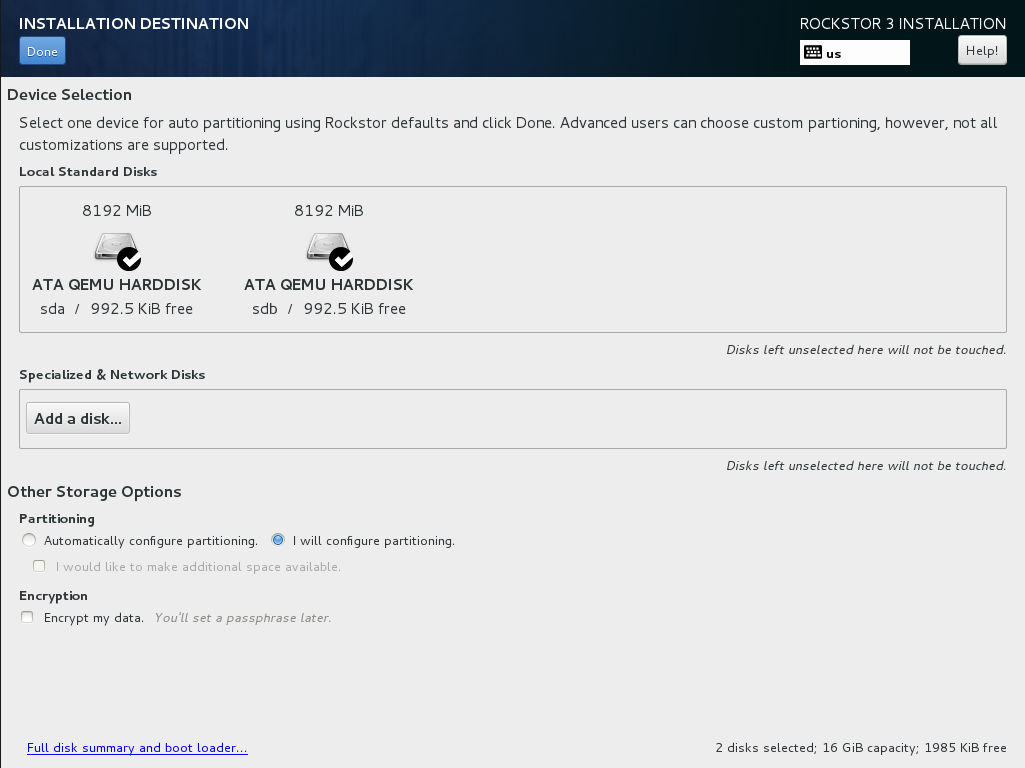 INSTALLATION DESTINATION
ROCKSTOR 3 INSTALLATION
Done
us
Help!
Device Selection
Select one device for auto partitioning using Rockstor defaults and click Done. Advanced users can choose custom partioning, however, not all
customizations are supported.
Local Standard Disks
8192 MiB
ATA QEMU HARDDISK
sda / 992.5 KiB free
8192 MiB
ATA QEMU HARDDISK
sdb / 992.5 KiB free
Disks left unselected here will not be touched.
Specialized & Network Disks
Add a disk...
Disks left unselected here will not be touched.
Other Storage Options
Partitioning
Automatically configure partitioning. I will configure partitioning.
I would like to make additional space available.
Encryption
Encrypt my data. You'll set a passphrase later.
Full disk summary and boot loader...
2 disks selected; 16 GiB capacity; 1985 KiB free